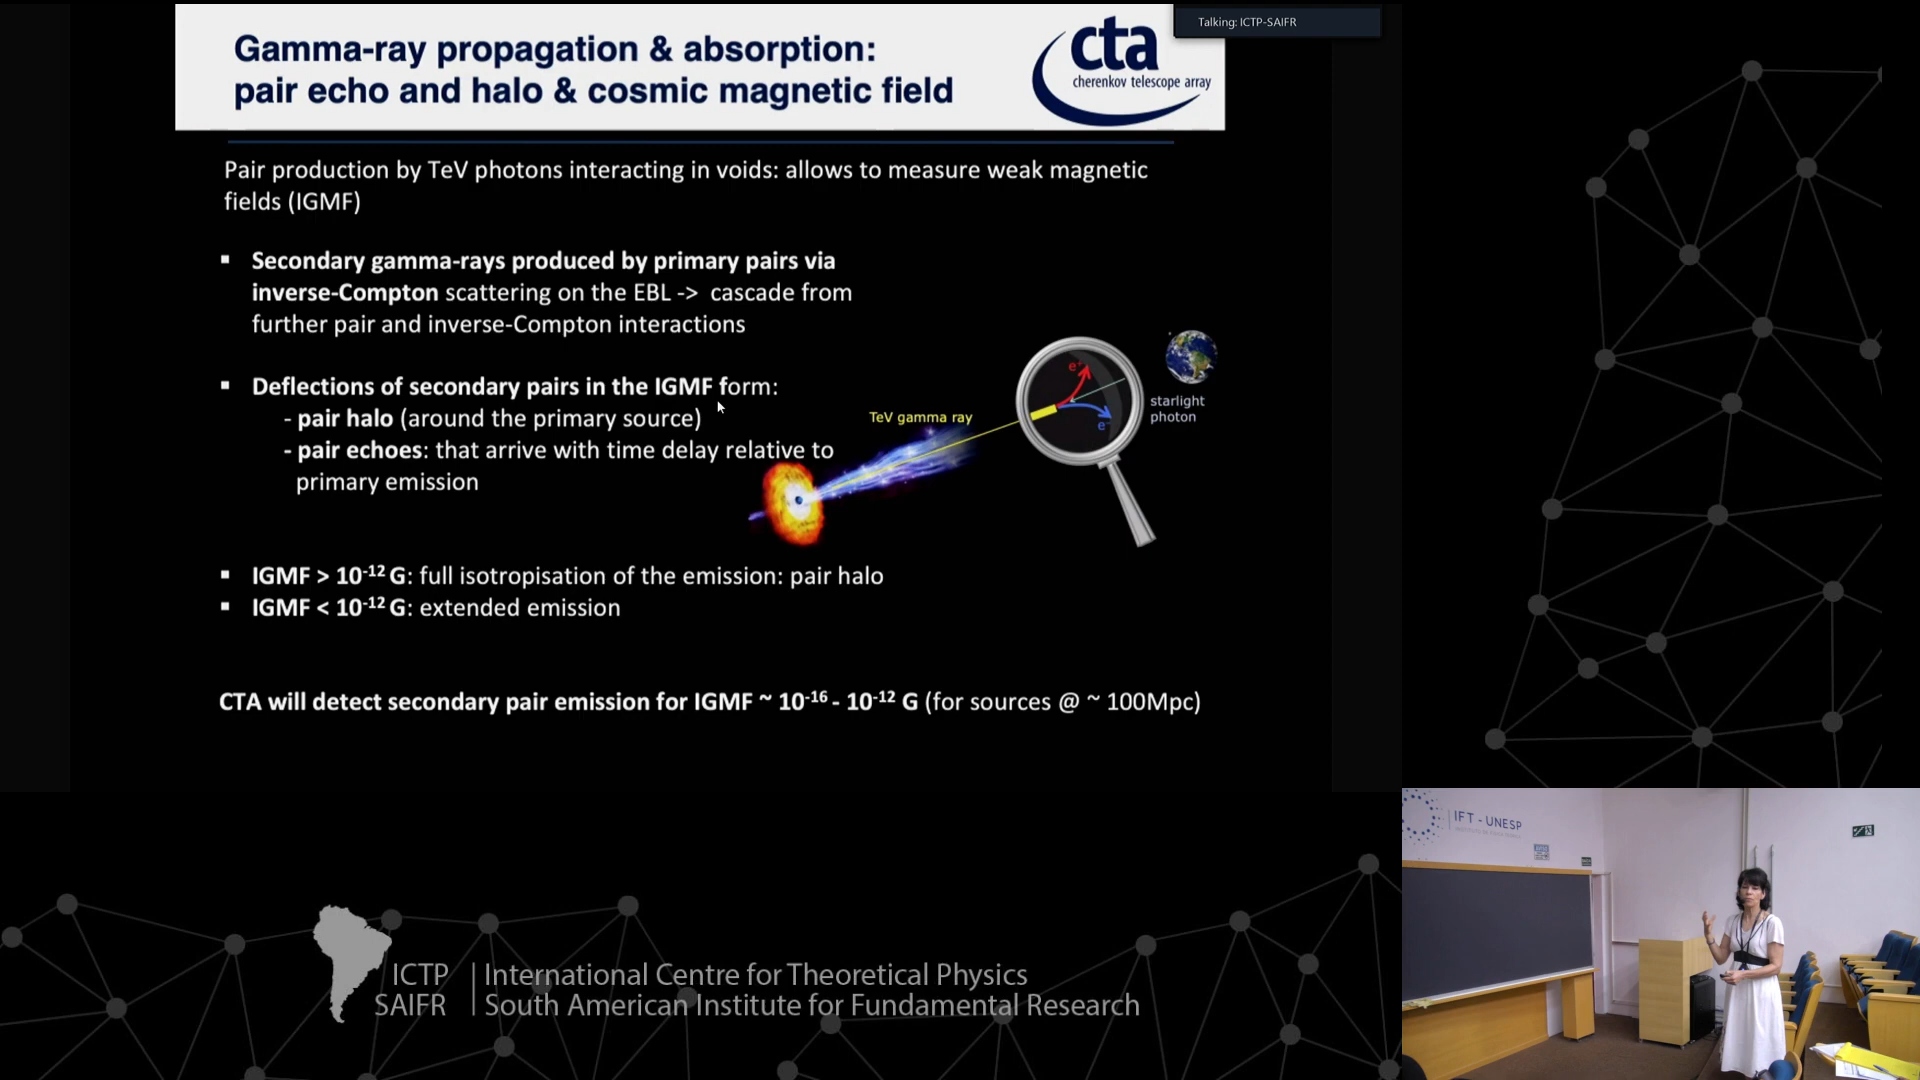 Talking: ICTP-SAIFR
Gamma-ray propagation & absorption:
pair echo and halo & cosmic magnetic field
cta
cherenkov telescope array
Pair production by TeV photons interacting in voids: allows to measure weak magnetic
fields (IGMF)
▪ Secondary gamma-rays produced by primary pairs via
inverse-Compton scattering on the EBL -> cascade from
further pair and inverse-Compton interactions
▪ Deflections of secondary pairs in the IGMF form:
- pair halo (around the primary source)
- pair echoes: that arrive with time delay relative to
primary emission
TeV gamma ray
e⁺
e⁻
starlight
photon
▪ IGMF > 10⁻¹² G: full isotropisation of the emission: pair halo
▪ IGMF < 10⁻¹² G: extended emission
CTA will detect secondary pair emission for IGMF ~ 10⁻¹⁶ - 10⁻¹² G (for sources @ ~ 100Mpc)
IFT - UNESP
ICTP | International Centre for Theoretical Physics
SAIFR | South American Institute for Fundamental Research